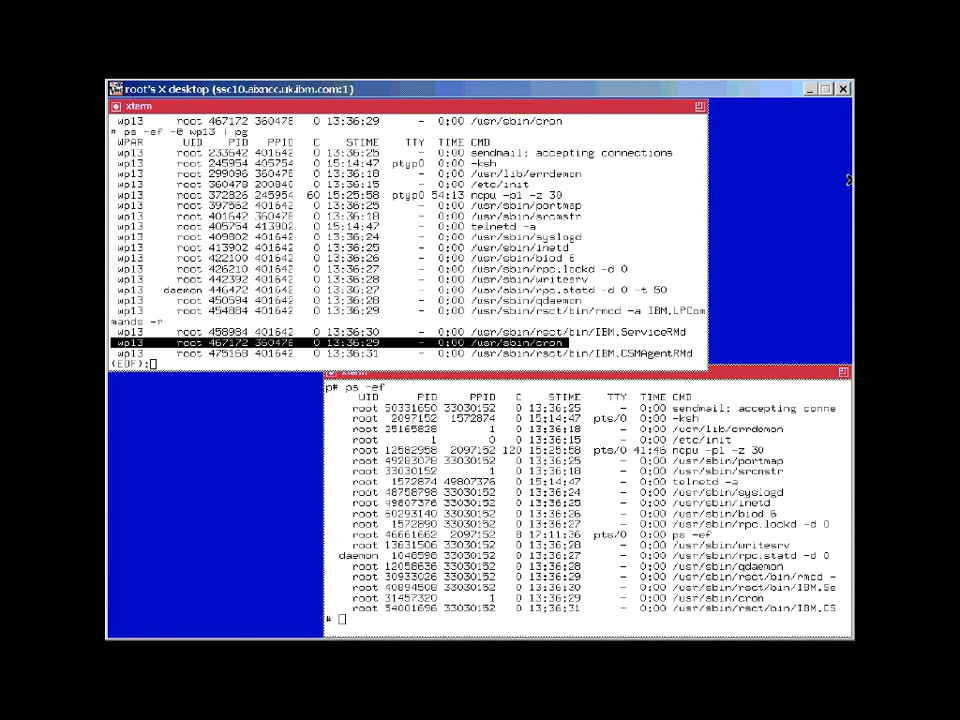 root's X desktop (ssc10.aixncc.uk.ibm.com:1)
xterm
wp13 root 467172 360478 0 13:36:29 - 0:00 /usr/sbin/cron
# ps -ef -@ wp13 | pg
WPAR UID PID PPID C STIME TTY TIME CMD
wp13 root 233642 401642 0 13:36:25 - 0:00 sendmail: accepting connections
wp13 root 245954 405754 0 15:14:47 ptyp0 0:00 -ksh
wp13 root 299096 360478 0 13:36:18 - 0:00 /usr/lib/errdemon
wp13 root 360478 200840 0 13:36:15 - 0:00 /etc/init
wp13 root 372826 245954 60 15:25:58 ptyp0 54:13 ncpu -p1 -z 30
wp13 root 397562 401642 0 13:36:25 - 0:00 /usr/sbin/portmap
wp13 root 401642 360478 0 13:36:18 - 0:00 /usr/sbin/srcmstr
wp13 root 405754 413902 0 15:14:47 - 0:00 telnetd -a
wp13 root 409802 401642 0 13:36:24 - 0:00 /usr/sbin/syslogd
wp13 root 413902 401642 0 13:36:25 - 0:00 /usr/sbin/inetd
wp13 root 422100 401642 0 13:36:26 - 0:00 /usr/sbin/biod 6
wp13 root 426210 401642 0 13:36:27 - 0:00 /usr/sbin/rpc.lockd -d 0
wp13 root 442392 401642 0 13:36:28 - 0:00 /usr/sbin/writesrv
wp13 daemon 446472 401642 0 13:36:27 - 0:00 /usr/sbin/rpc.statd -d 0 -t 50
wp13 root 450594 401642 0 13:36:28 - 0:00 /usr/sbin/qdaemon
wp13 root 454884 401642 0 13:36:29 - 0:00 /usr/sbin/rsct/bin/rmcd -a IBM.LPCom
mands -r
wp13 root 458984 401642 0 13:36:30 - 0:00 /usr/sbin/rsct/bin/IBM.ServiceRMd
wp13 root 467172 360478 0 13:36:29 - 0:00 /usr/sbin/cron
wp13 root 475168 401642 0 13:36:31 - 0:00 /usr/sbin/rsct/bin/IBM.CSMAgentRMd
(EOF):
xterm
p# ps -ef
UID PID PPID C STIME TTY TIME CMD
root 50331650 33030152 0 13:36:25 - 0:00 sendmail: accepting conne
root 2097152 1572874 0 15:14:47 pts/0 0:00 -ksh
root 25165828 1 0 13:36:18 - 0:00 /usr/lib/errdemon
root 1 0 0 13:36:15 - 0:00 /etc/init
root 12582958 2097152 120 15:25:58 pts/0 41:46 ncpu -p1 -z 30
root 49283078 33030152 0 13:36:25 - 0:00 /usr/sbin/portmap
root 33030152 1 0 13:36:18 - 0:00 /usr/sbin/srcmstr
root 1572874 49807376 0 15:14:47 - 0:00 telnetd -a
root 48758798 33030152 0 13:36:24 - 0:00 /usr/sbin/syslogd
root 49807376 33030152 0 13:36:25 - 0:00 /usr/sbin/inetd
root 60293140 33030152 0 13:36:26 - 0:00 /usr/sbin/biod 6
root 1572890 33030152 0 13:36:27 - 0:00 /usr/sbin/rpc.lockd -d 0
root 46661662 2097152 8 17:11:36 pts/0 0:00 ps -ef
root 13631506 33030152 0 13:36:28 - 0:00 /usr/sbin/writesrv
daemon 1048598 33030152 0 13:36:27 - 0:00 /usr/sbin/rpc.statd -d 0
root 12058636 33030152 0 13:36:28 - 0:00 /usr/sbin/qdaemon
root 30933026 33030152 0 13:36:29 - 0:00 /usr/sbin/rsct/bin/rmcd -
root 40894508 33030152 0 13:36:30 - 0:00 /usr/sbin/rsct/bin/IBM.Se
root 31457320 1 0 13:36:29 - 0:00 /usr/sbin/cron
root 54001696 33030152 0 13:36:31 - 0:00 /usr/sbin/rsct/bin/IBM.CS
#